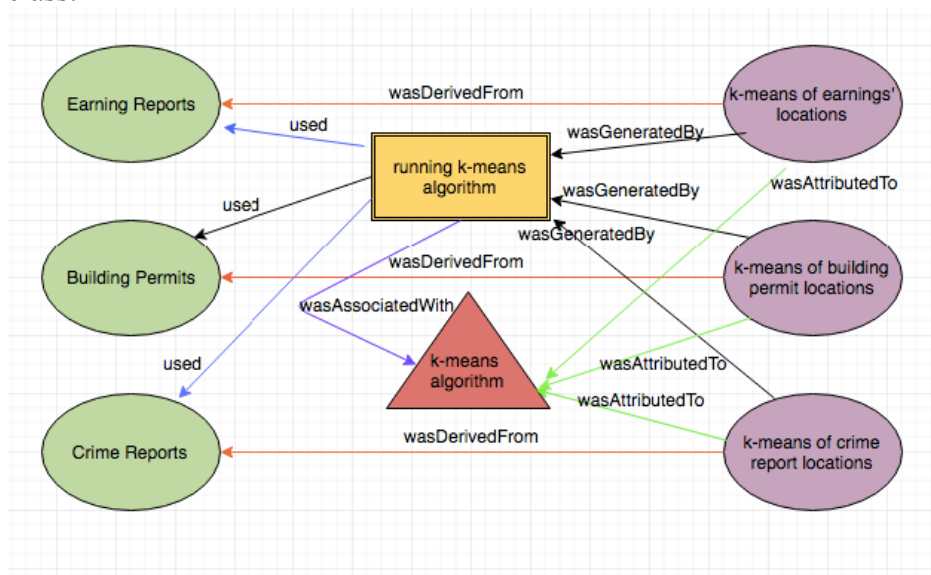 Earning Reports
wasDerivedFrom
k-means of earnings'
locations
used
wasGeneratedBy
running k-means
algorithm
wasAttributedTo
wasGeneratedBy
used
wasGeneratedBy
Building Permits
wasDerivedFrom
k-means of building
permit locations
wasAssociatedWith
k-means
algorithm
used
wasAttributedTo
wasAttributedTo
Crime Reports
wasDerivedFrom
k-means of crime
report locations